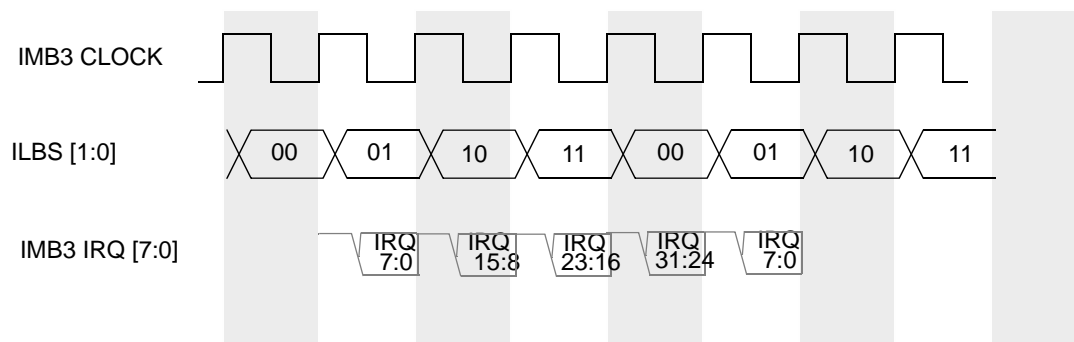 IMB3 CLOCK
ILBS [1:0] 00 01 10 11 00 01 10 11
IMB3 IRQ [7:0] IRQ IRQ IRQ IRQ IRQ
7:0 15:8 23:16 31:24 7:0